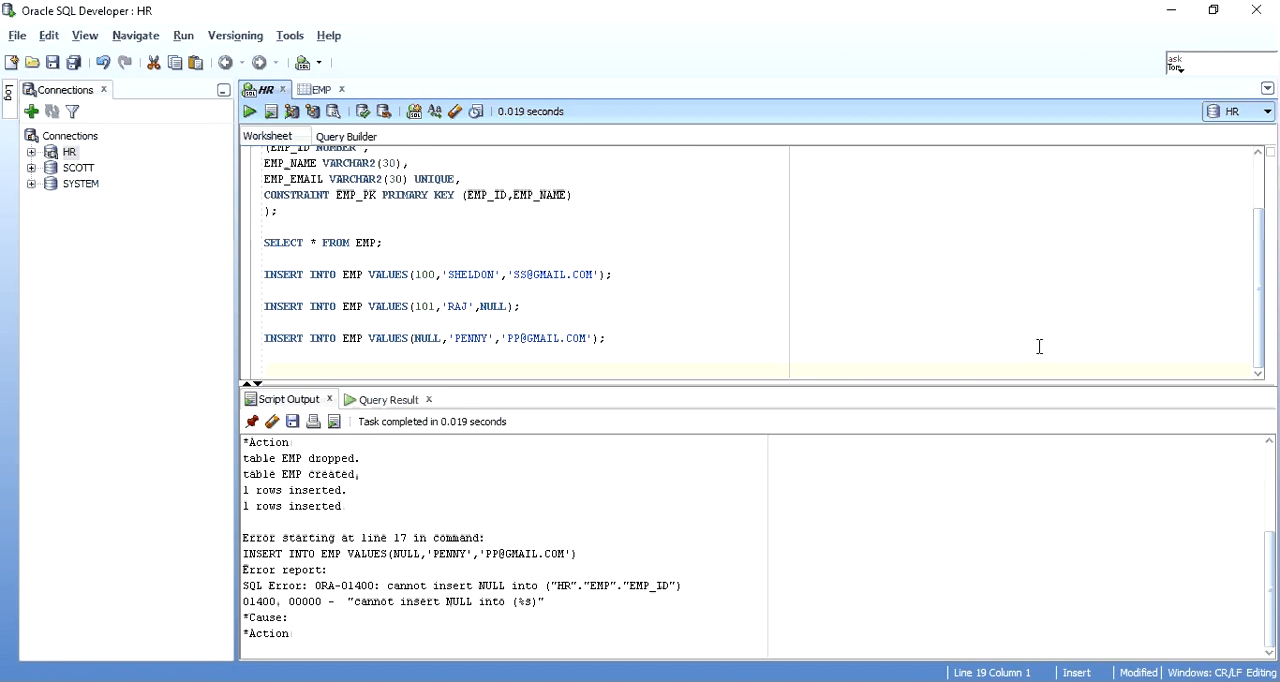 Oracle SQL Developer : HR
File Edit View Navigate Run Versioning Tools Help
ask
Tom
Log
Connections
HR EMP
0.019 seconds
HR
Connections
HR
SCOTT
SYSTEM
Worksheet Query Builder
(EMP_ID NUMBER ,
EMP_NAME VARCHAR2(30),
EMP_EMAIL VARCHAR2(30) UNIQUE,
CONSTRAINT EMP_PK PRIMARY KEY (EMP_ID,EMP_NAME)
);
SELECT * FROM EMP;
INSERT INTO EMP VALUES(100,'SHELDON','SS@GMAIL.COM');
INSERT INTO EMP VALUES(101,'RAJ',NULL);
INSERT INTO EMP VALUES(NULL,'PENNY','PP@GMAIL.COM');
Script Output Query Result
Task completed in 0.019 seconds
*Action:
table EMP dropped.
table EMP created.
1 rows inserted.
1 rows inserted.
Error starting at line 17 in command:
INSERT INTO EMP VALUES(NULL,'PENNY','PP@GMAIL.COM')
Error report:
SQL Error: ORA-01400: cannot insert NULL into ("HR"."EMP"."EMP_ID")
01400. 00000 - "cannot insert NULL into (%s)"
*Cause:
*Action:
Line 19 Column 1 Insert Modified Windows: CR/LF Editing